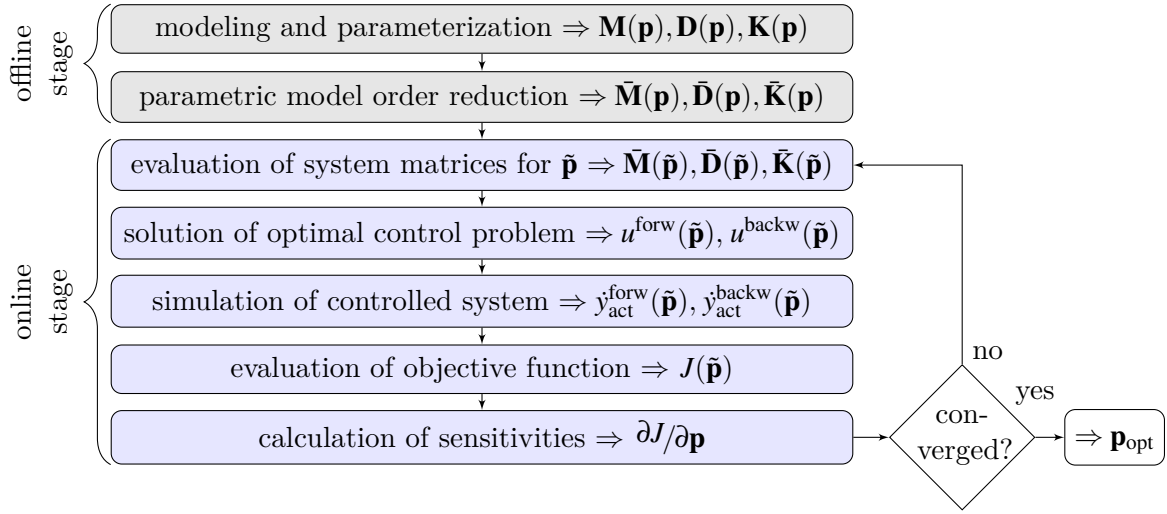 offline
stage
modeling and parameterization ⇒ M(p), D(p), K(p)
parametric model order reduction ⇒ M̄(p), D̄(p), K̄(p)
online
stage
evaluation of system matrices for p̃ ⇒ M̄(p̃), D̄(p̃), K̄(p̃)
solution of optimal control problem ⇒ u^forw(p̃), u^backw(p̃)
simulation of controlled system ⇒ ẏ_act^forw(p̃), ẏ_act^backw(p̃)
evaluation of objective function ⇒ J(p̃)
calculation of sensitivities ⇒ ∂J/∂p
no
yes
con-
verged?
⇒ p_opt